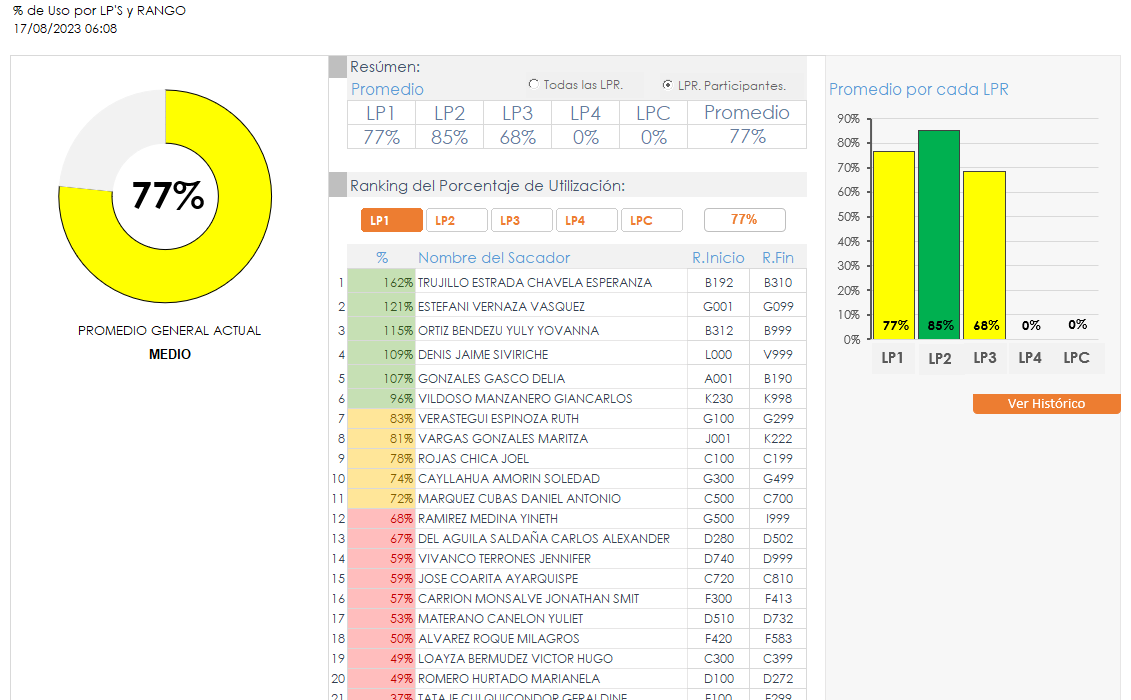 % de Uso por LP'S y RANGO
17/08/2023 06:08
77%
PROMEDIO GENERAL ACTUAL
MEDIO
Resúmen:
Promedio
Todas las LPR.
LPR. Participantes.
LP1 LP2 LP3 LP4 LPC Promedio
77% 85% 68% 0% 0% 77%
Ranking del Porcentaje de Utilización:
LP1 LP2 LP3 LP4 LPC 77%
% Nombre del Sacador R.Inicio R.Fin
1 162% TRUJILLO ESTRADA CHAVELA ESPERANZA B192 B310
2 121% ESTEFANI VERNAZA VASQUEZ G001 G099
3 115% ORTIZ BENDEZU YULY YOVANNA B312 B999
4 109% DENIS JAIME SIVIRICHE L000 V999
5 107% GONZALES GASCO DELIA A001 B190
6 96% VILDOSO MANZANERO GIANCARLOS K230 K998
7 83% VERASTEGUI ESPINOZA RUTH G100 G299
8 81% VARGAS GONZALES MARITZA J001 K222
9 78% ROJAS CHICA JOEL C100 C199
10 74% CAYLLAHUA AMORIN SOLEDAD G300 G499
11 72% MARQUEZ CUBAS DANIEL ANTONIO C500 C700
12 68% RAMIREZ MEDINA YINETH G500 I999
13 67% DEL AGUILA SALDAÑA CARLOS ALEXANDER D280 D502
14 59% VIVANCO TERRONES JENNIFER D740 D999
15 59% JOSE COARITA AYARQUISPE C720 C810
16 57% CARRION MONSALVE JONATHAN SMIT F300 F413
17 53% MATERANO CANELON YULIET D510 D732
18 50% ALVAREZ ROQUE MILAGROS F420 F583
19 49% LOAYZA BERMUDEZ VICTOR HUGO C300 C399
20 49% ROMERO HURTADO MARIANELA D100 D272
21 37% TATAJE CULQUICONDOR GERALDINE E100 E299
Promedio por cada LPR
90%
80%
70%
60%
50%
40%
30%
20%
10%
0%
77% 85% 68% 0% 0%
LP1 LP2 LP3 LP4 LPC
Ver Histórico